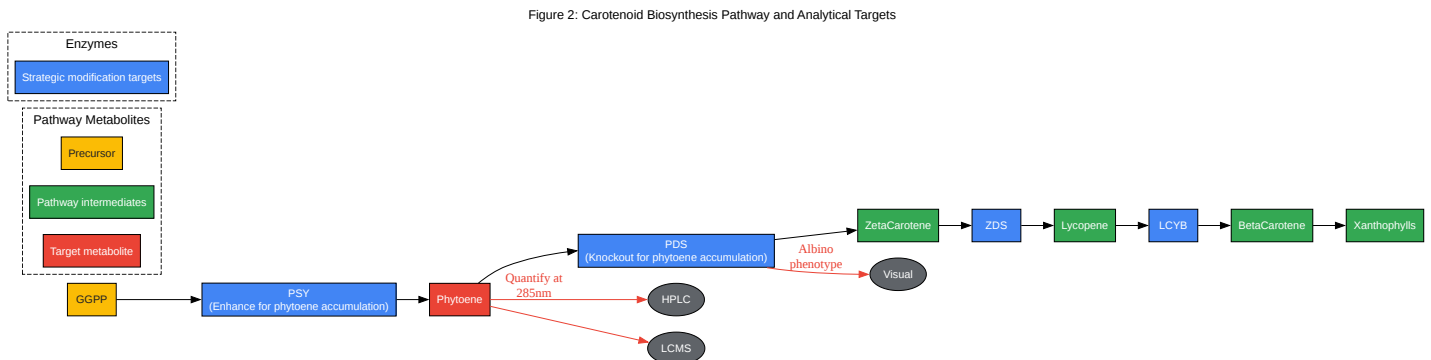 Figure 2: Carotenoid Biosynthesis Pathway and Analytical Targets
Enzymes
Strategic modification targets
Pathway Metabolites
Precursor
Pathway intermediates
Target metabolite
GGPP
PSY
(Enhance for phytoene accumulation)
Phytoene
Quantify at
285nm
HPLC
LCMS
PDS
(Knockout for phytoene accumulation)
Albino
phenotype
Visual
ZetaCarotene
ZDS
Lycopene
LCYB
BetaCarotene
Xanthophylls